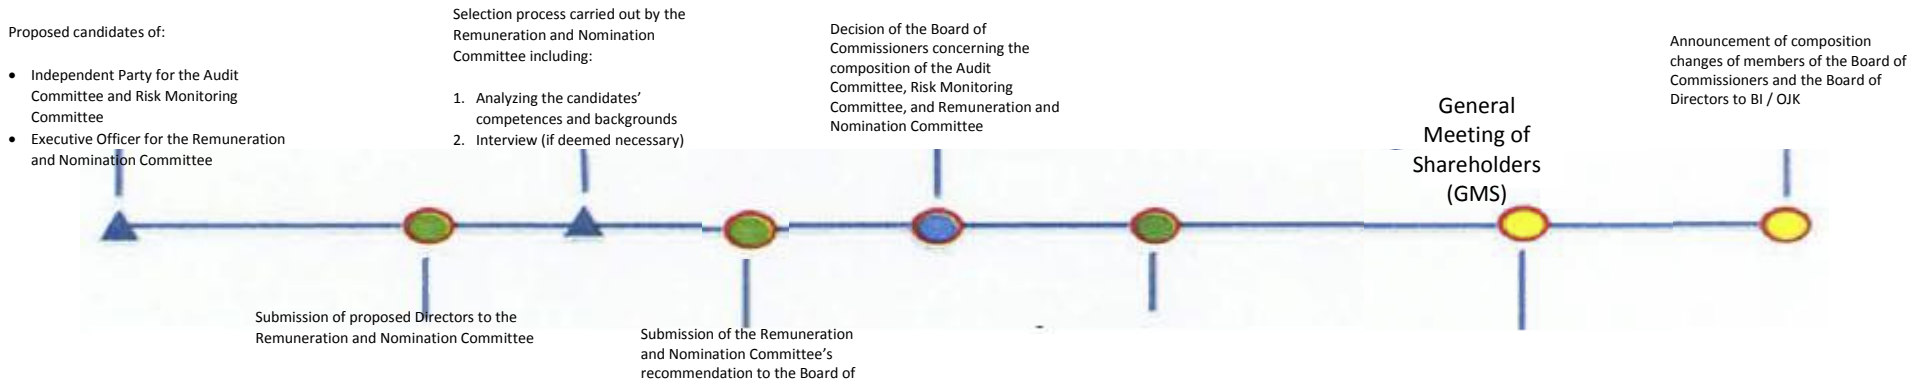 Proposed candidates of:
• Independent Party for the Audit
Committee and Risk Monitoring
Committee
• Executive Officer for the Remuneration
and Nomination Committee
Submission of proposed Directors to the
Remuneration and Nomination Committee
Selection process carried out by the
Remuneration and Nomination
Committee including:
1. Analyzing the candidates’
competences and backgrounds
2. Interview (if deemed necessary)
Submission of the Remuneration
and Nomination Committee’s
recommendation to the Board of
Decision of the Board of
Commissioners concerning the
composition of the Audit
Committee, Risk Monitoring
Committee, and Remuneration and
Nomination Committee
General
Meeting of
Shareholders
(GMS)
Announcement of composition
changes of members of the Board of
Commissioners and the Board of
Directors to BI / OJK